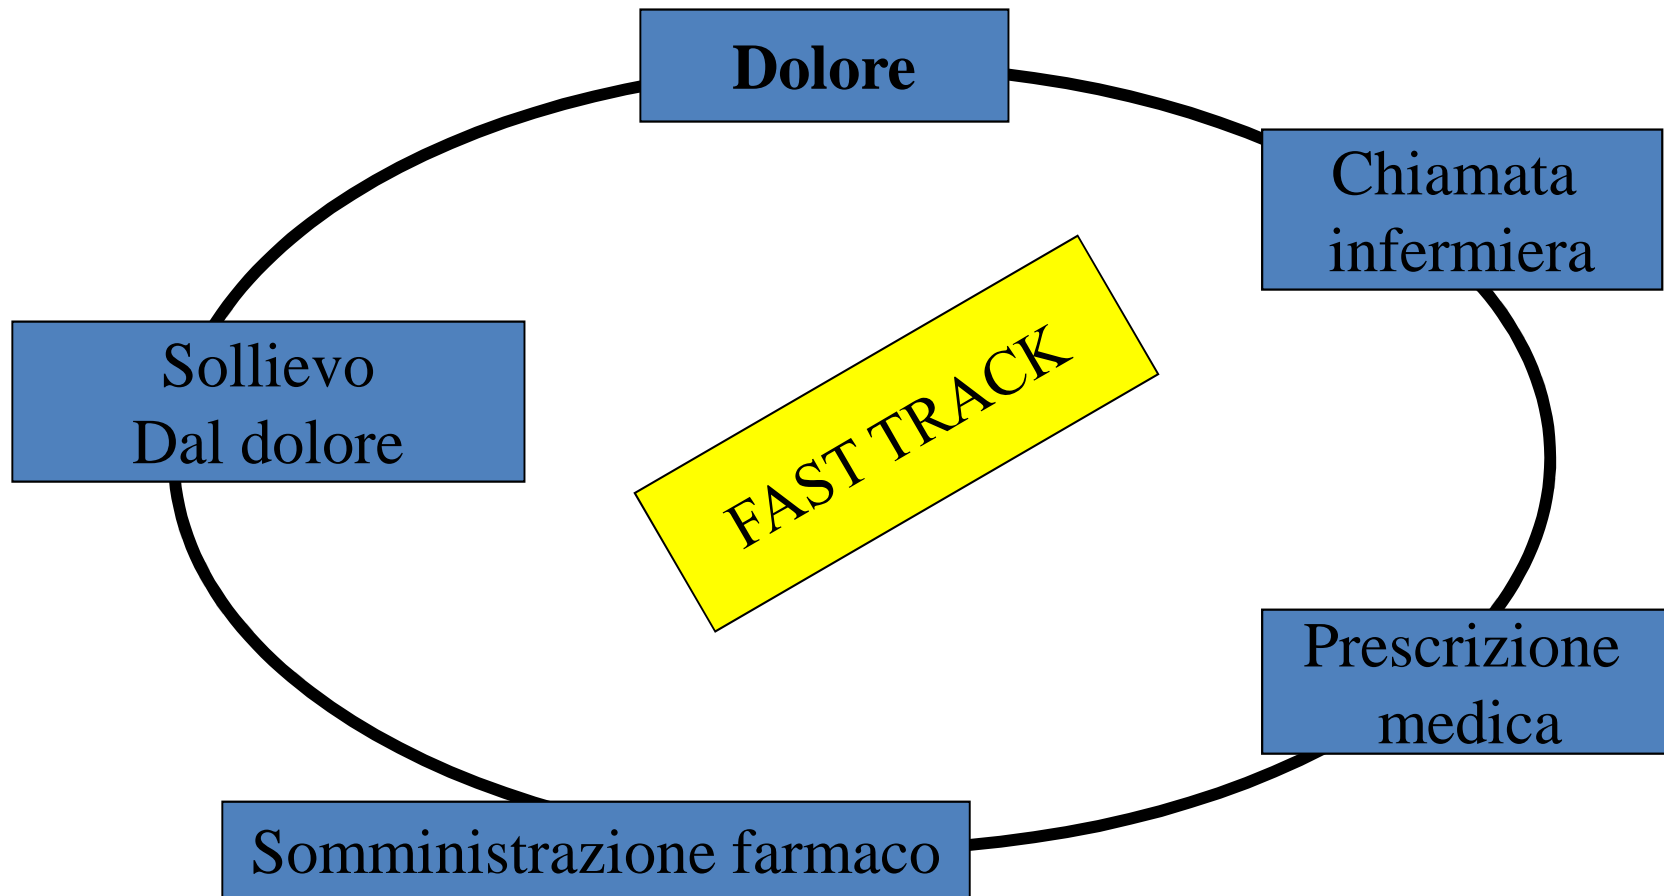 Dolore
Chiamata
infermiera
Sollievo
Dal dolore
FAST TRACK
Prescrizione
medica
Somministrazione farmaco